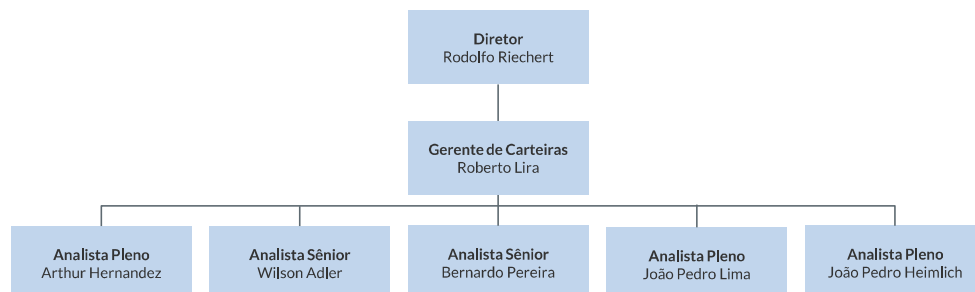 Diretor
Rodolfo Riechert
Gerente de Carteiras
Roberto Lira
Analista Pleno
Arthur Hernandez
Analista Sênior
Wilson Adler
Analista Sênior
Bernardo Pereira
Analista Pleno
João Pedro Lima
Analista Pleno
João Pedro Heimlich